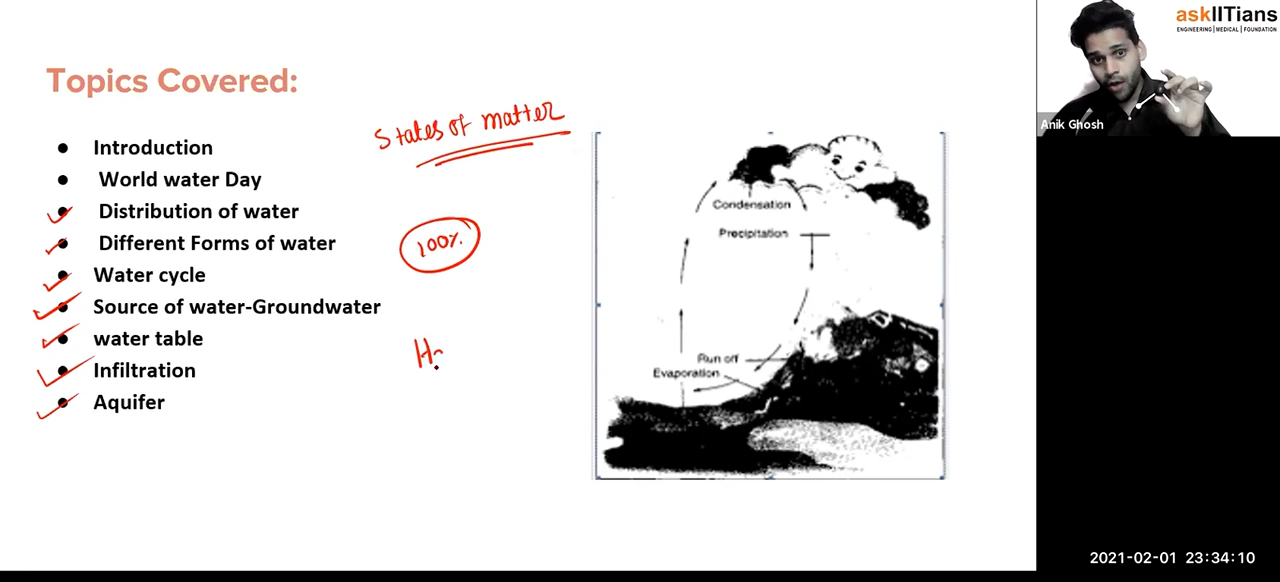 askIITians
ENGINEERING | MEDICAL | FOUNDATION
Anik Ghosh
Topics Covered:
States of matter
Introduction
World water Day
Distribution of water
Different Forms of water
100%
Water cycle
Source of water-Groundwater
water table
Infiltration
Aquifer
Condensation
Precipitation
Run off
Evaporation
2021-02-01 23:34:10